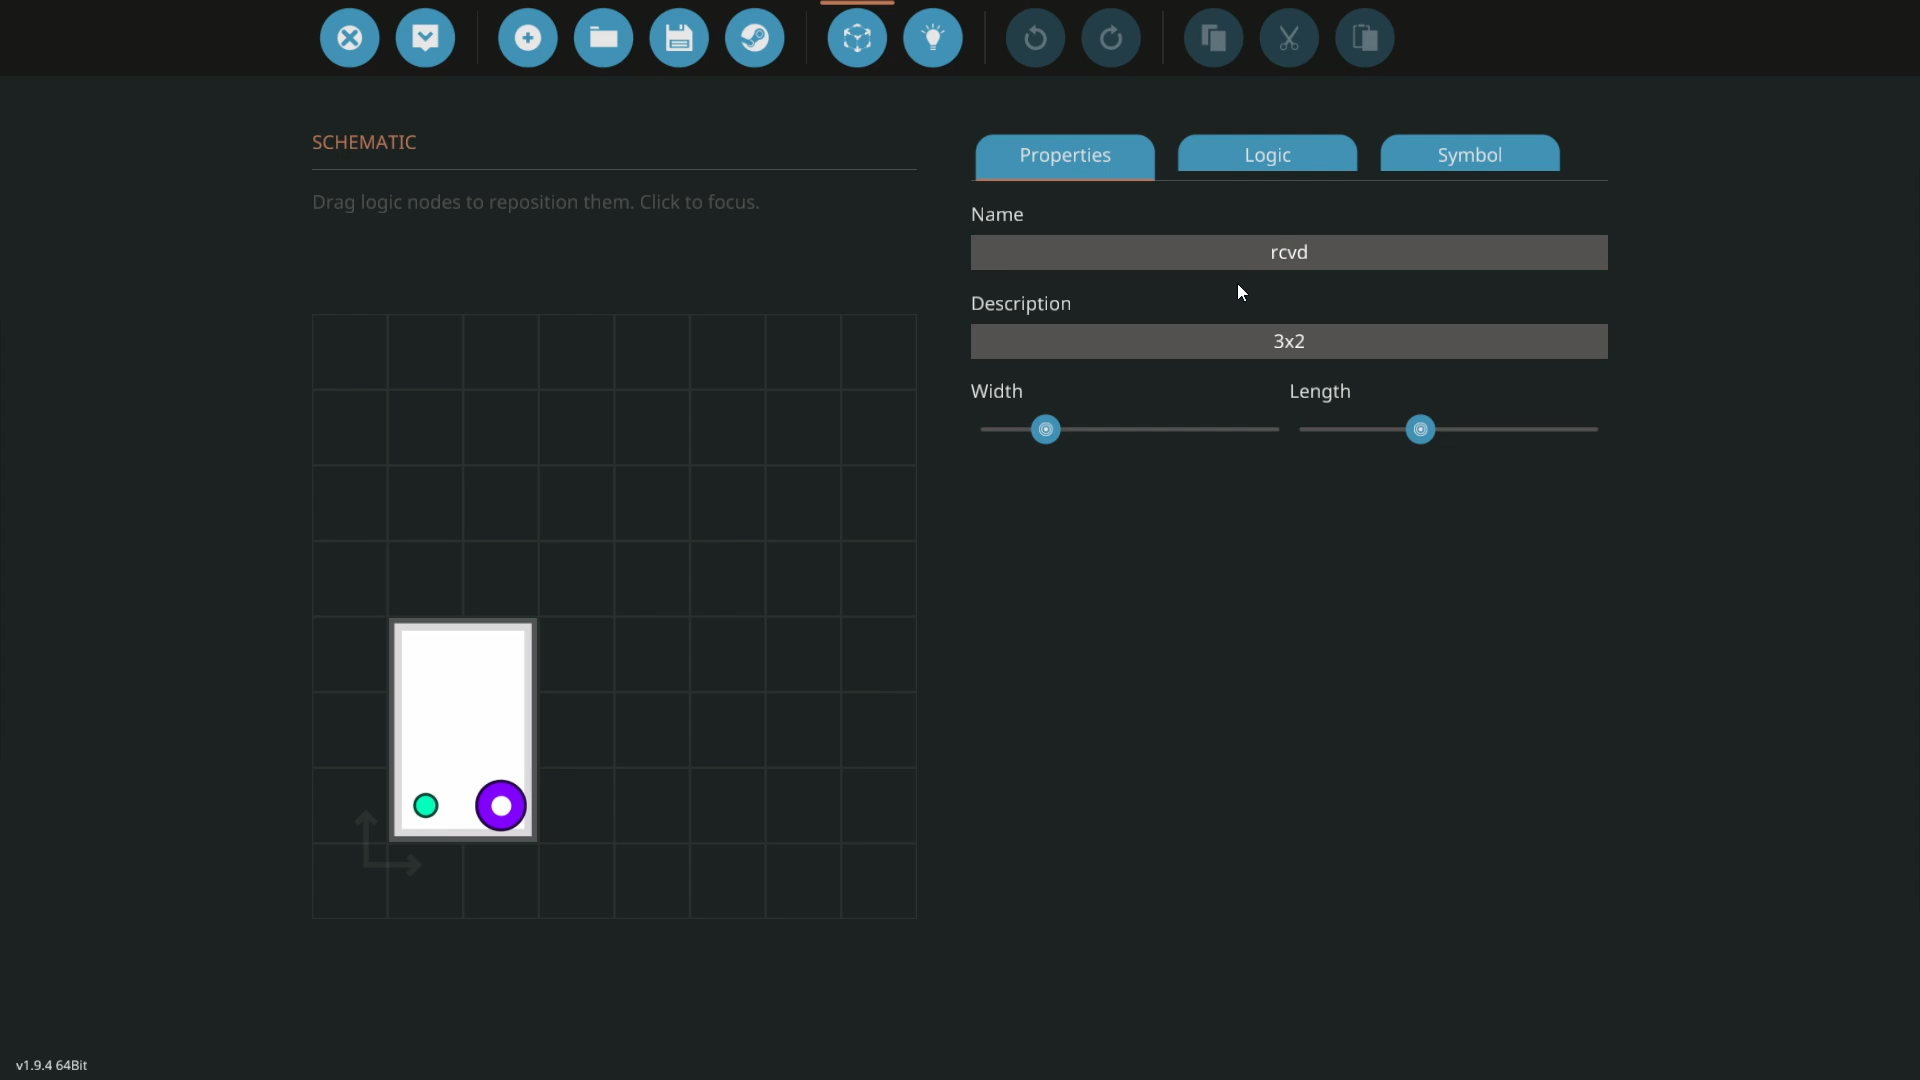 SCHEMATIC
Drag logic nodes to reposition them. Click to focus.
Properties Logic Symbol
Name
rcvd
Description
3x2
Width Length
v1.9.4 64Bit